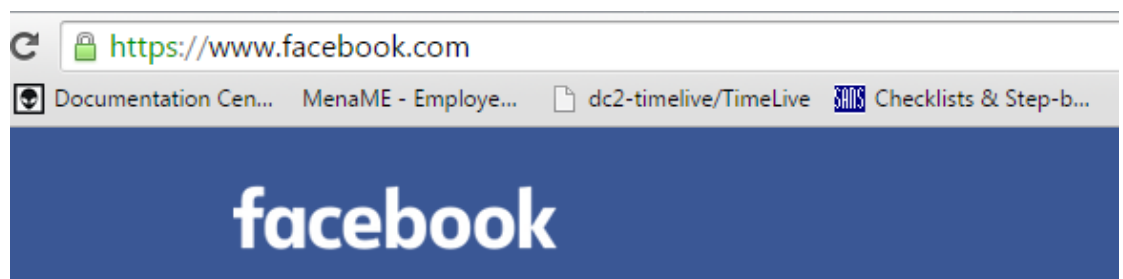 https://www.facebook.com
Documentation Cen... MenaME - Employe... dc2-timelive/TimeLive SANS Checklists & Step-b...
facebook